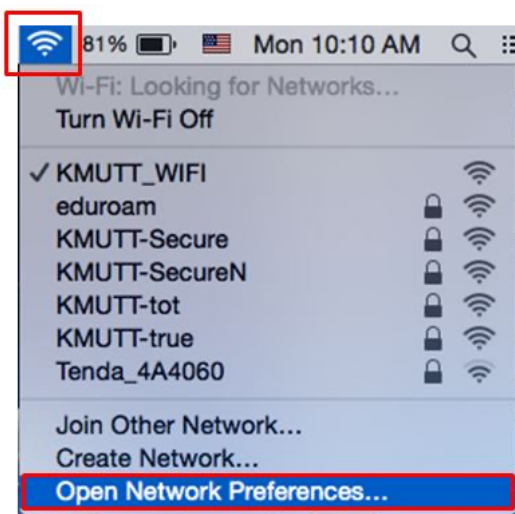 81% Mon 10:10 AM
Wi-Fi: Looking for Networks...
Turn Wi-Fi Off
KMUTT_WIFI
eduroam
KMUTT-Secure
KMUTT-SecureN
KMUTT-tot
KMUTT-true
Tenda_4A4060
Join Other Network...
Create Network...
Open Network Preferences...